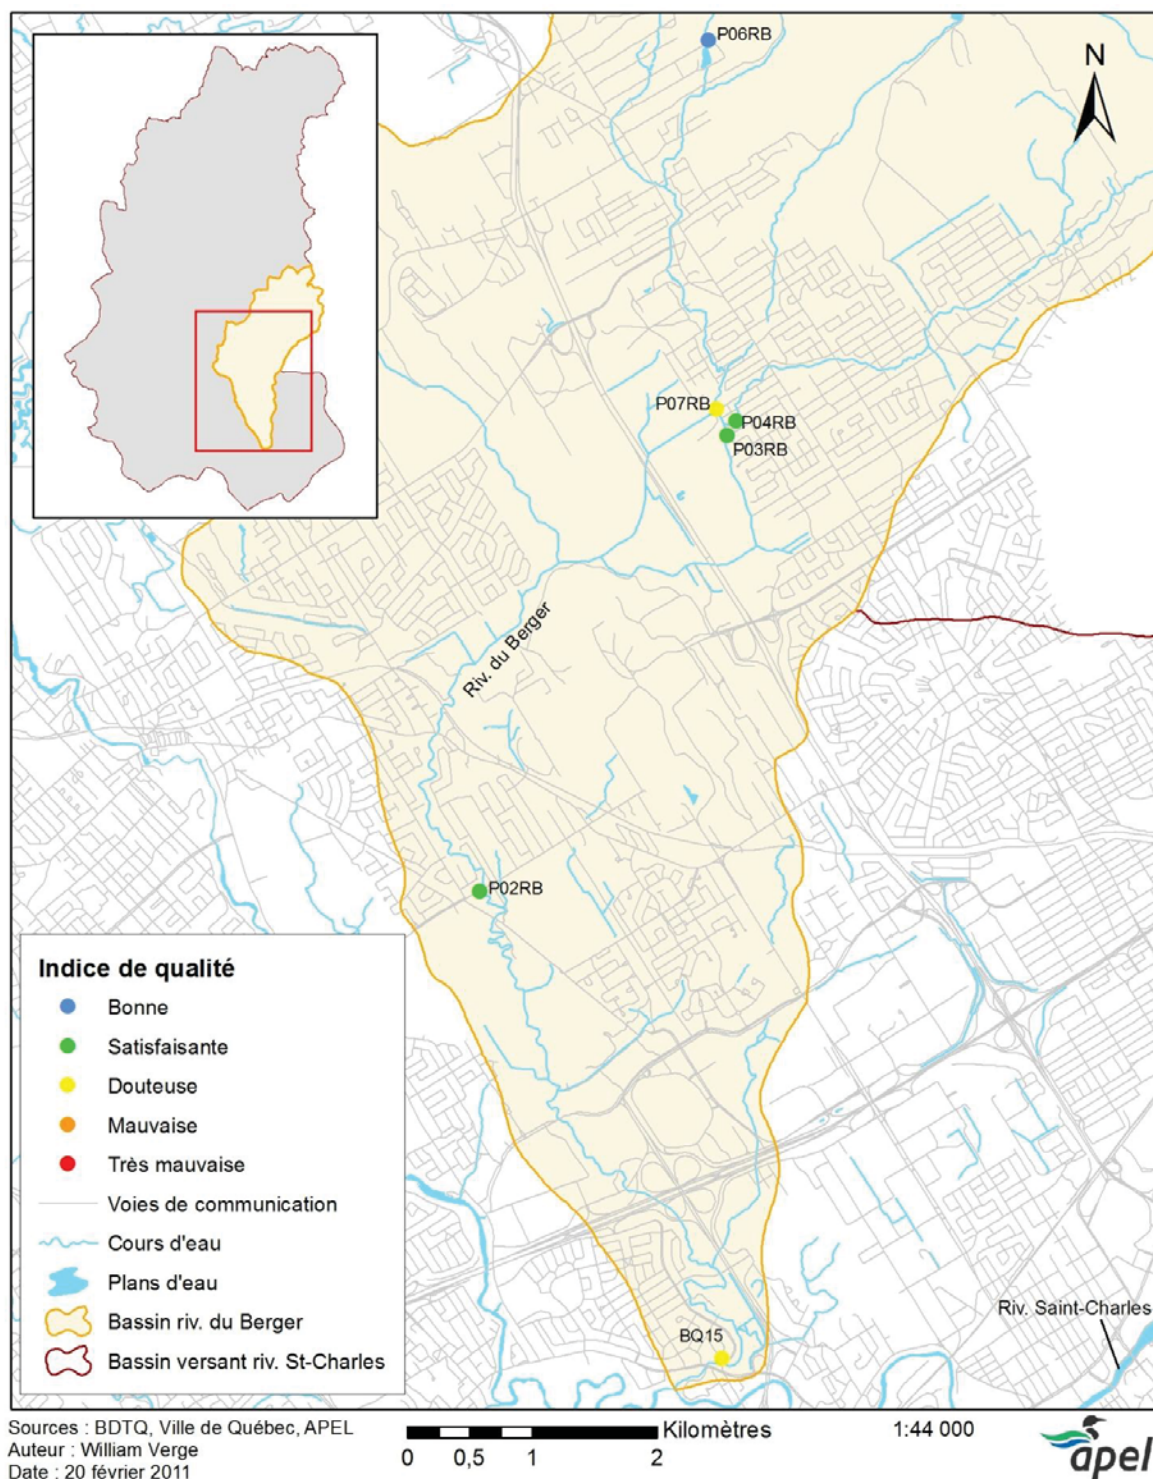 P06RB
N
P07RB
P04RB
P03RB
Riv. du Berger
P02RB
Indice de qualité
Bonne
Satisfaisante
Douteuse
Mauvaise
Très mauvaise
Voies de communication
Cours d'eau
Plans d'eau
Bassin riv. du Berger
Bassin versant riv. St-Charles
Riv. Saint-Charles
BQ15
Sources : BDTQ, Ville de Québec, APEL
Auteur : William Verge
Date : 20 février 2011
Kilomètres
0 0,5 1 2
1:44 000
apel